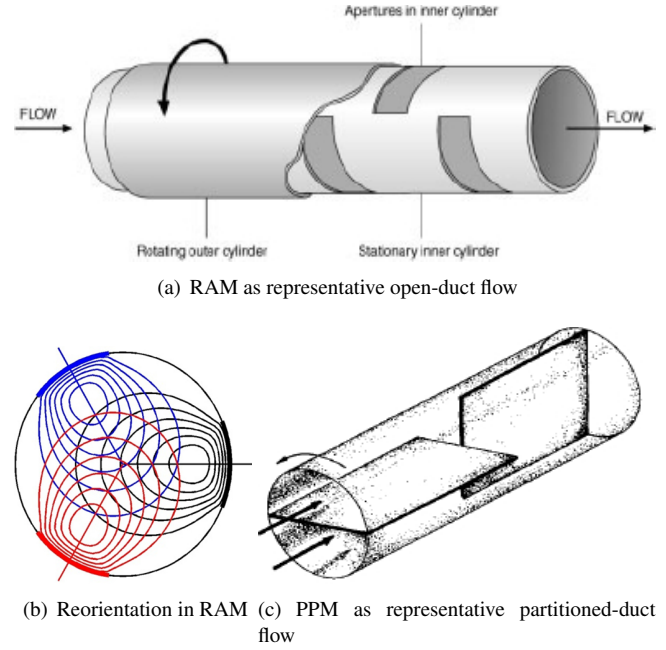 Apertures in inner cylinder
FLOW
FLOW
Rotating outer cylinder
Stationary inner cylinder
(a) RAM as representative open-duct flow
(b) Reorientation in RAM
(c) PPM as representative partitioned-duct
flow